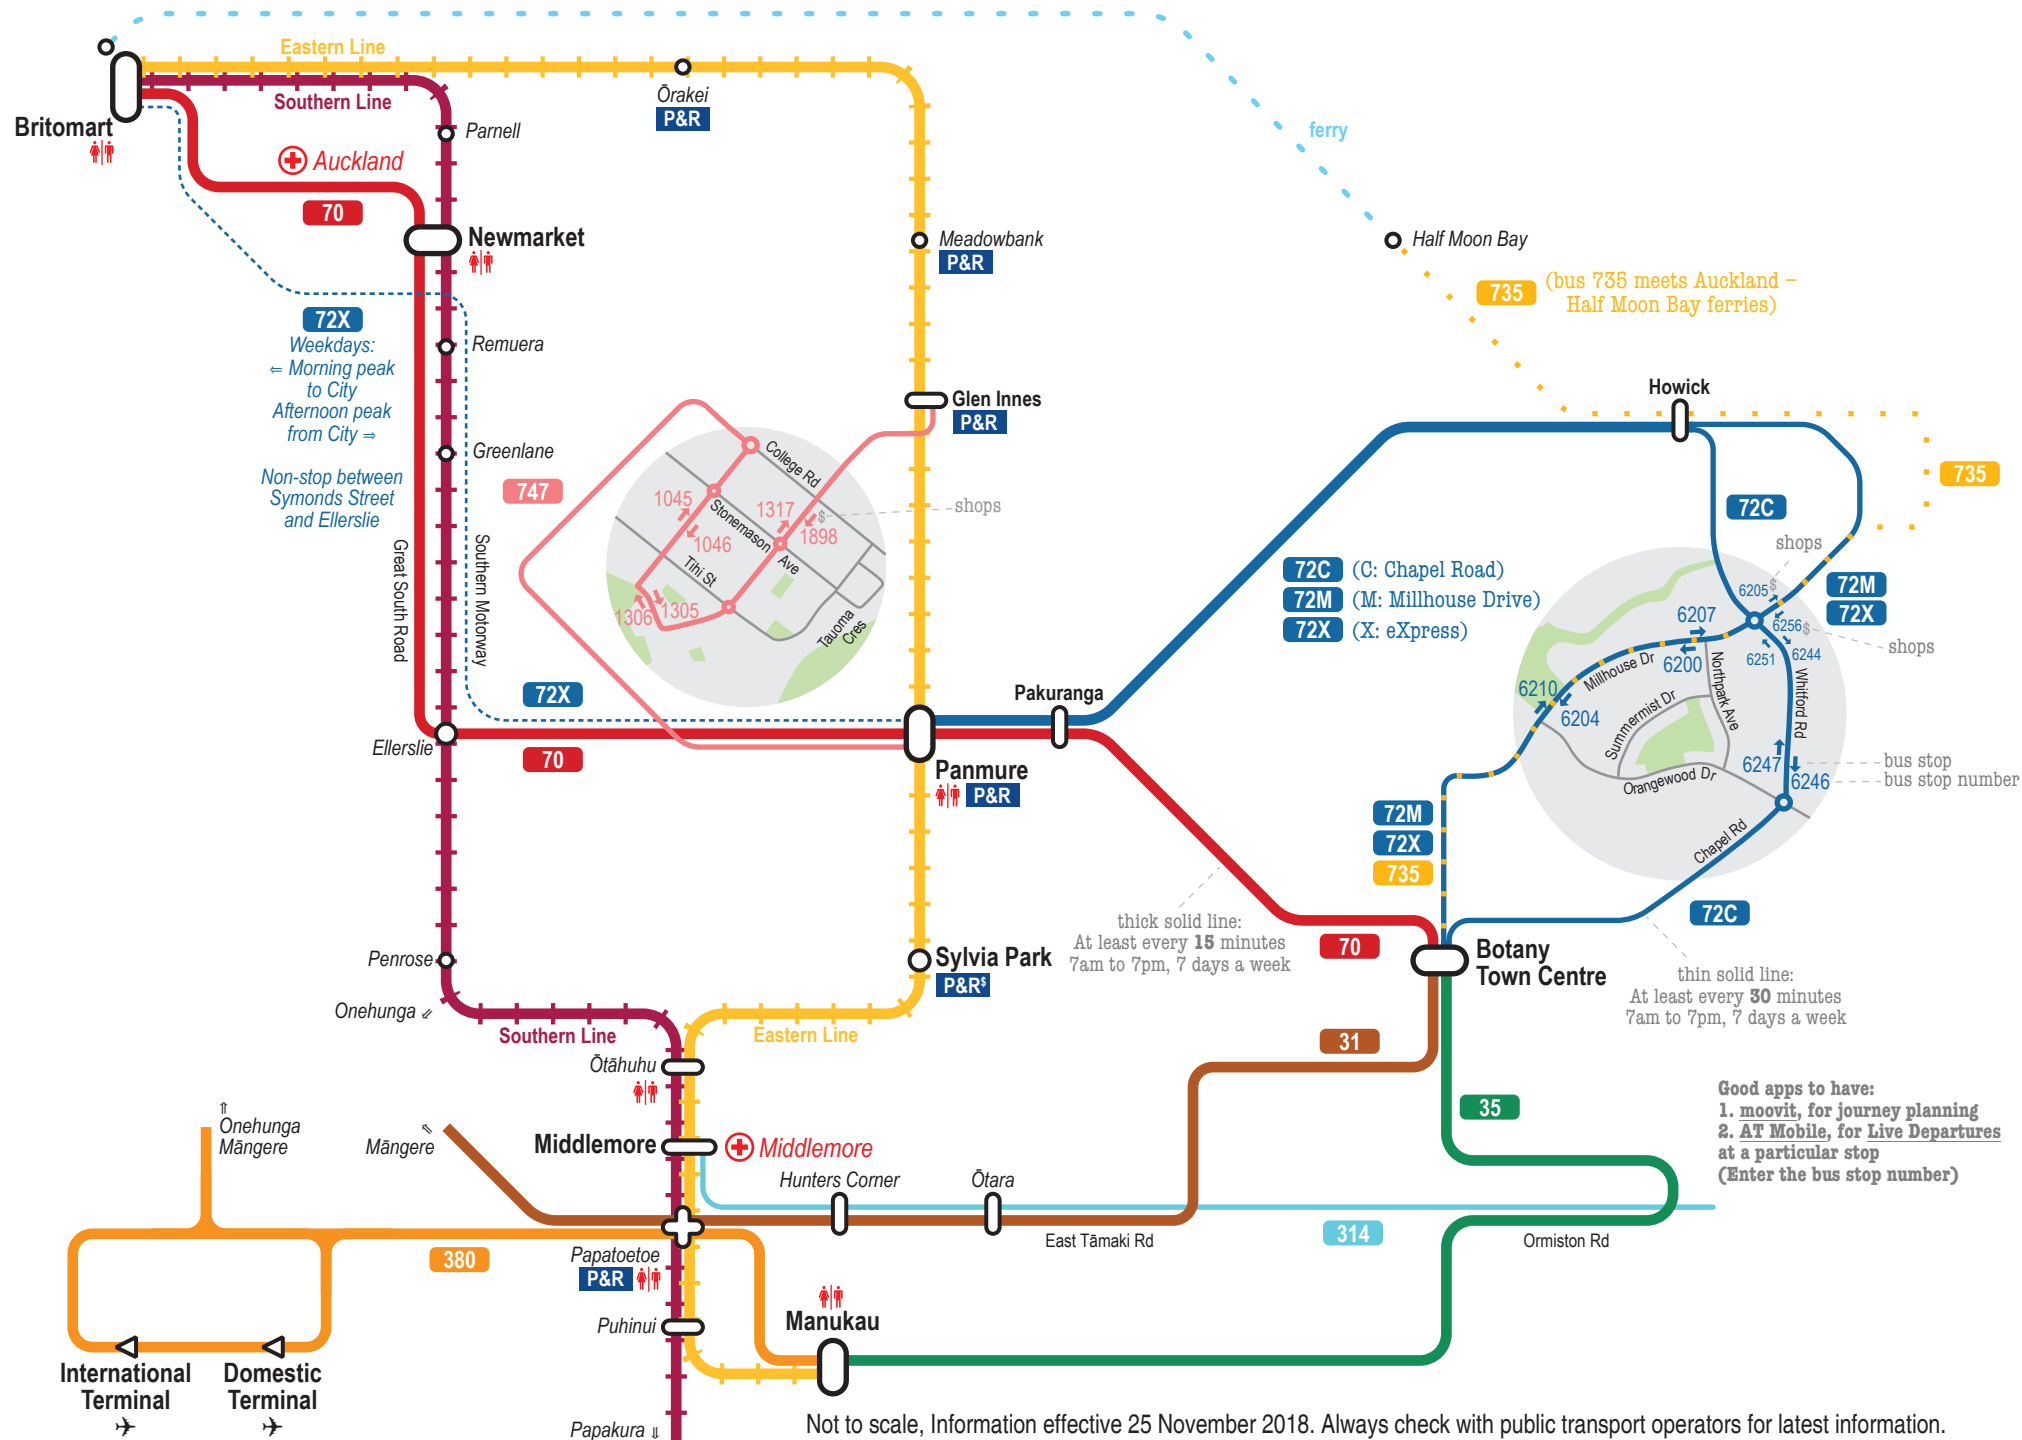 Eastern Line
Southern Line
Britomart
Ōrakei
P&R
Parnell
Auckland
70
Newmarket
Meadowbank
P&R
Half Moon Bay
ferry
735
(bus 735 meets Auckland –
Half Moon Bay ferries)
72X
Weekdays:
⇐ Morning peak
to City
Afternoon peak
from City ⇒
Non-stop between
Symonds Street
and Ellerslie
Remuera
Greenlane
Great South Road
Southern Motorway
747
Glen Innes
P&R
College Rd
1045
1046
Stonemason
Ave
1317
1898
$
shops
Tihi St
1306
1305
Tauoma
Cres
Howick
735
72C
72C
(C: Chapel Road)
72M
(M: Millhouse Drive)
72X
(X: eXpress)
shops
6205
$
72M
72X
6207
6256
$
shops
6200
6251
6244
Millhouse Dr
Northpark Ave
Whitford Rd
6210
6204
Summermist Dr
Orangewood Dr
6247
6246
bus stop
bus stop number
Chapel Rd
72X
Pakuranga
Ellerslie
70
Panmure
P&R
72M
72X
735
72C
thick solid line:
At least every 15 minutes
7am to 7pm, 7 days a week
70
Botany
Town Centre
thin solid line:
At least every 30 minutes
7am to 7pm, 7 days a week
Penrose
Sylvia Park
P&R$
Onehunga ⇙
Southern Line
Eastern Line
31
Ōtāhuhu
35
Good apps to have:
1. moovit, for journey planning
2. AT Mobile, for Live Departures
at a particular stop
(Enter the bus stop number)
⇑
Onehunga
Māngere
⇖
Māngere
Middlemore
Middlemore
Hunters Corner
Ōtara
380
Papatoetoe
P&R
East Tāmaki Rd
314
Ormiston Rd
Puhinui
Manukau
International
Terminal
Domestic
Terminal
Papakura ⇓
Not to scale, Information effective 25 November 2018. Always check with public transport operators for latest information.